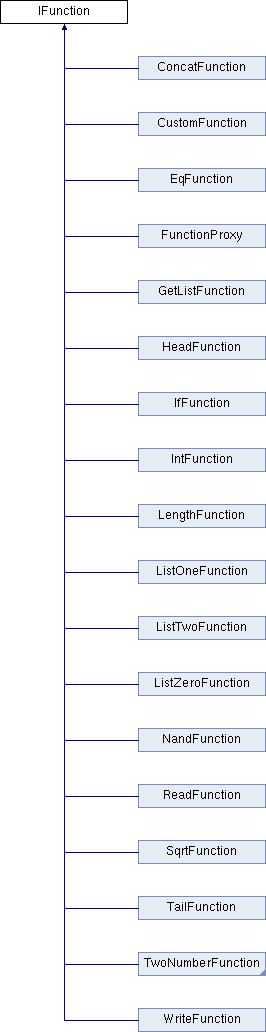 IFunction
ConcatFunction
CustomFunction
EqFunction
FunctionProxy
GetListFunction
HeadFunction
IfFunction
IntFunction
LengthFunction
ListOneFunction
ListTwoFunction
ListZeroFunction
NandFunction
ReadFunction
SqrtFunction
TailFunction
TwoNumberFunction
WriteFunction